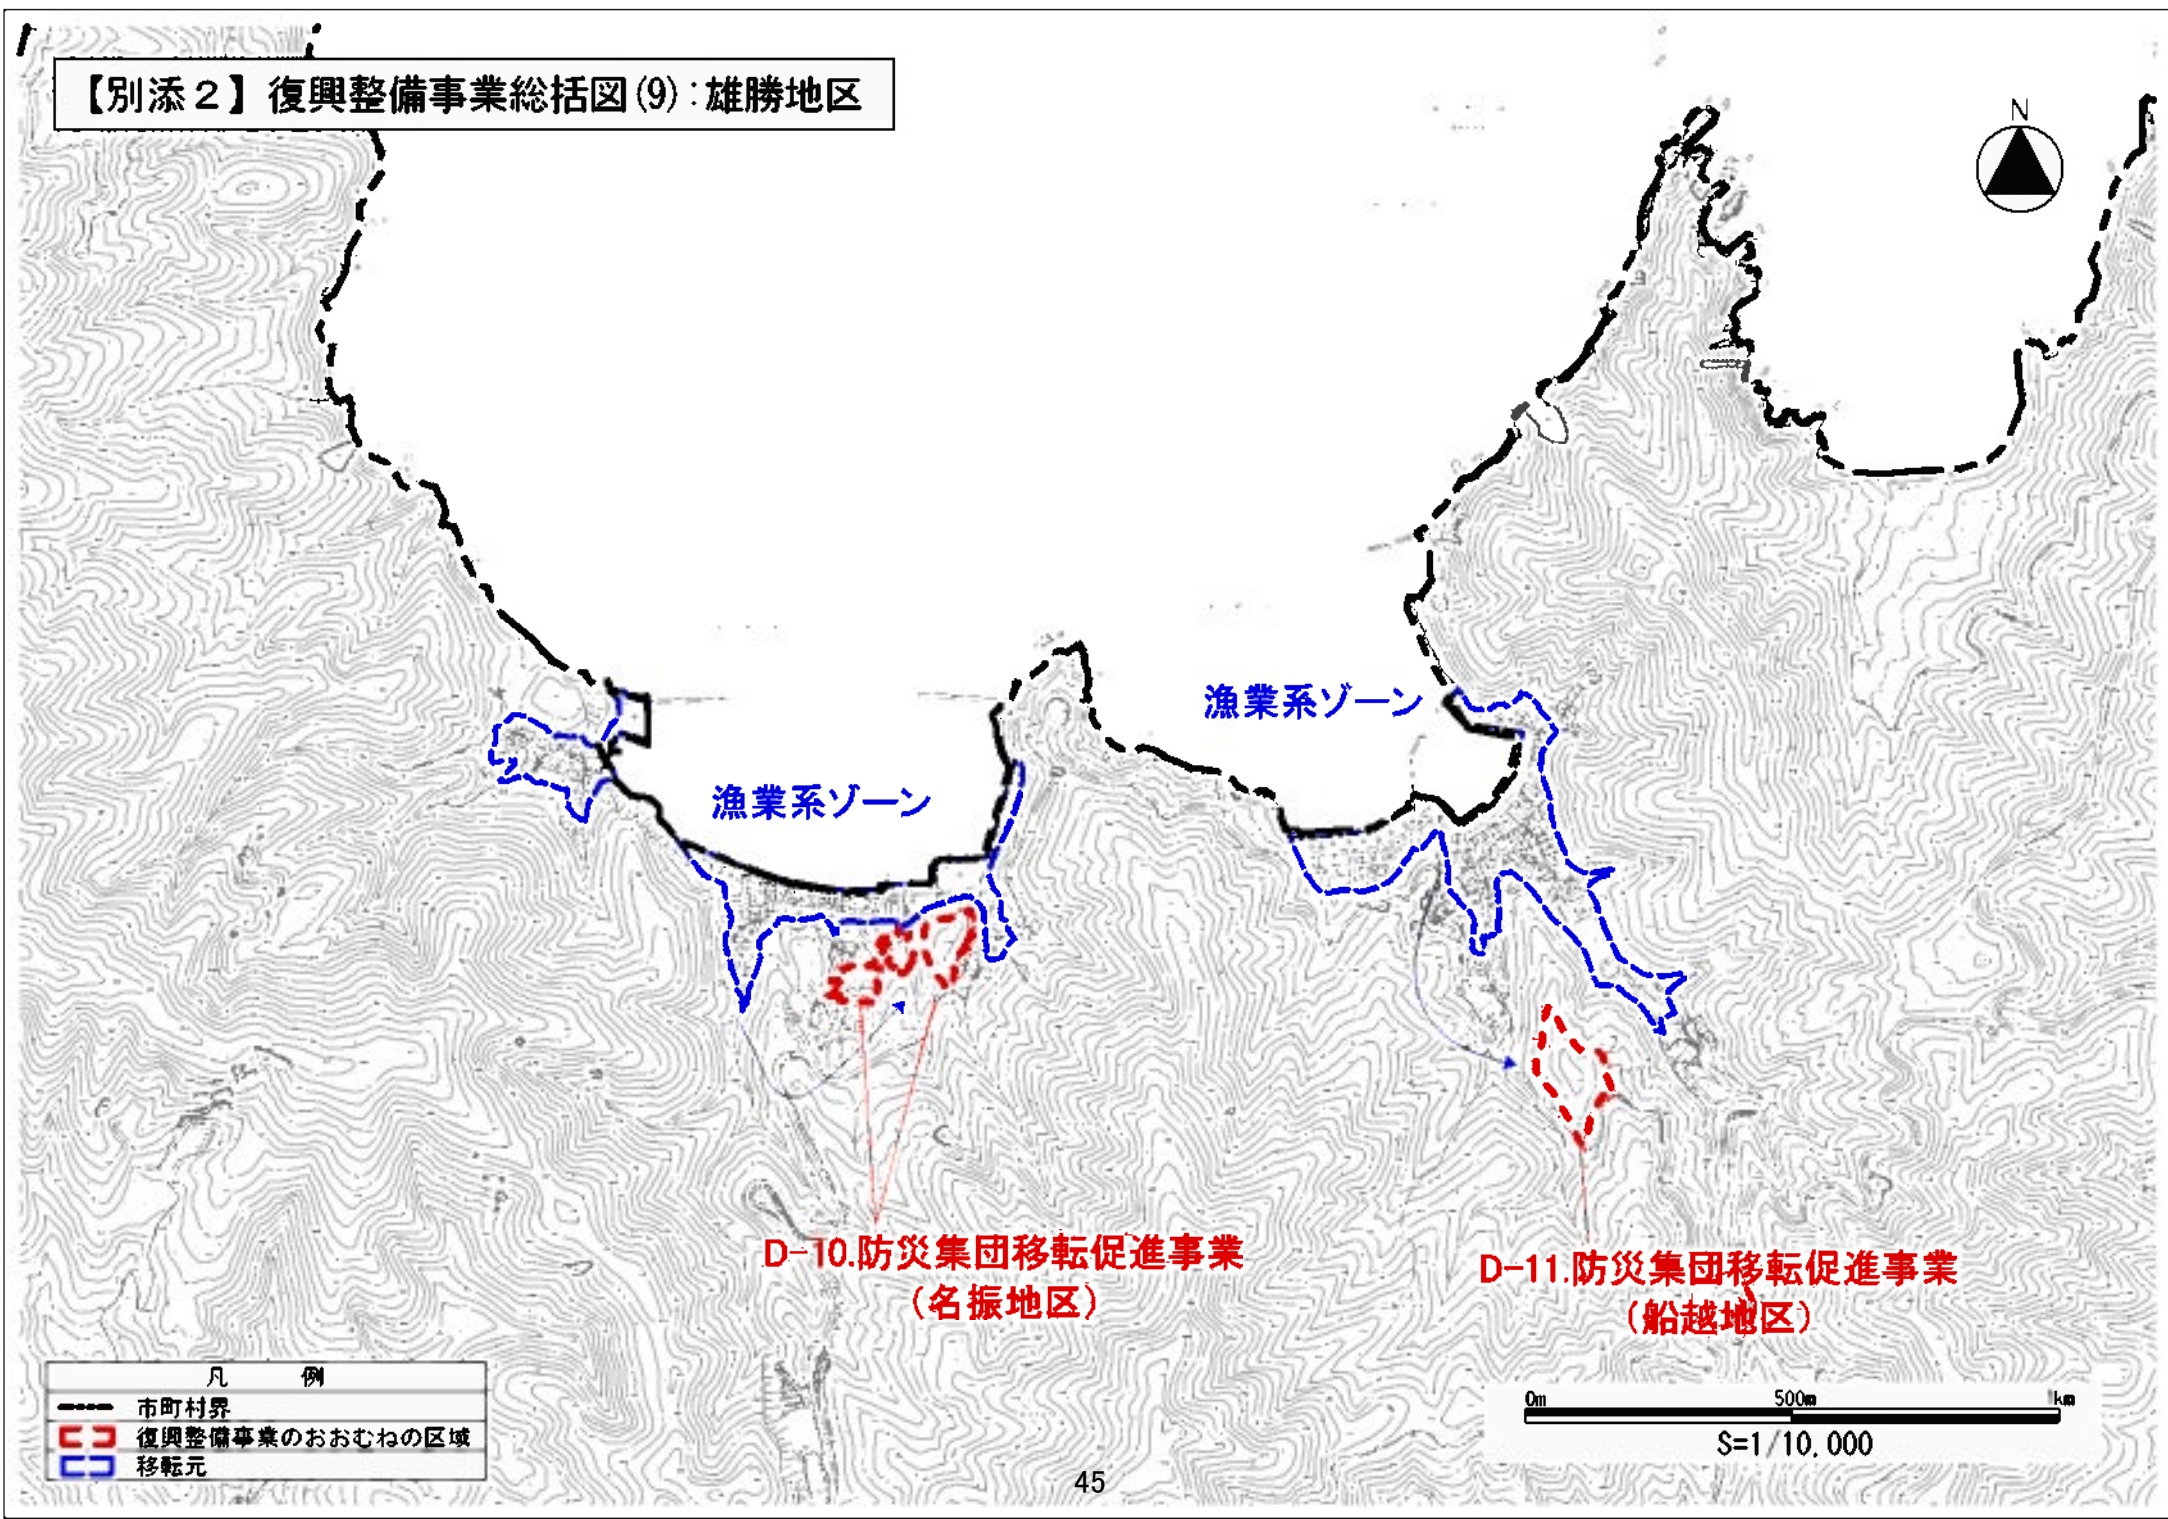 【別添２】復興整備事業総括図(9):雄勝地区
N
漁業系ゾーン
漁業系ゾーン
D-10.防災集団移転促進事業
(名振地区)
D-11.防災集団移転促進事業
(船越地区)
凡 例
市町村界
復興整備事業のおおむねの区域
移転元
0m 500m 1km
S=1/10,000
45